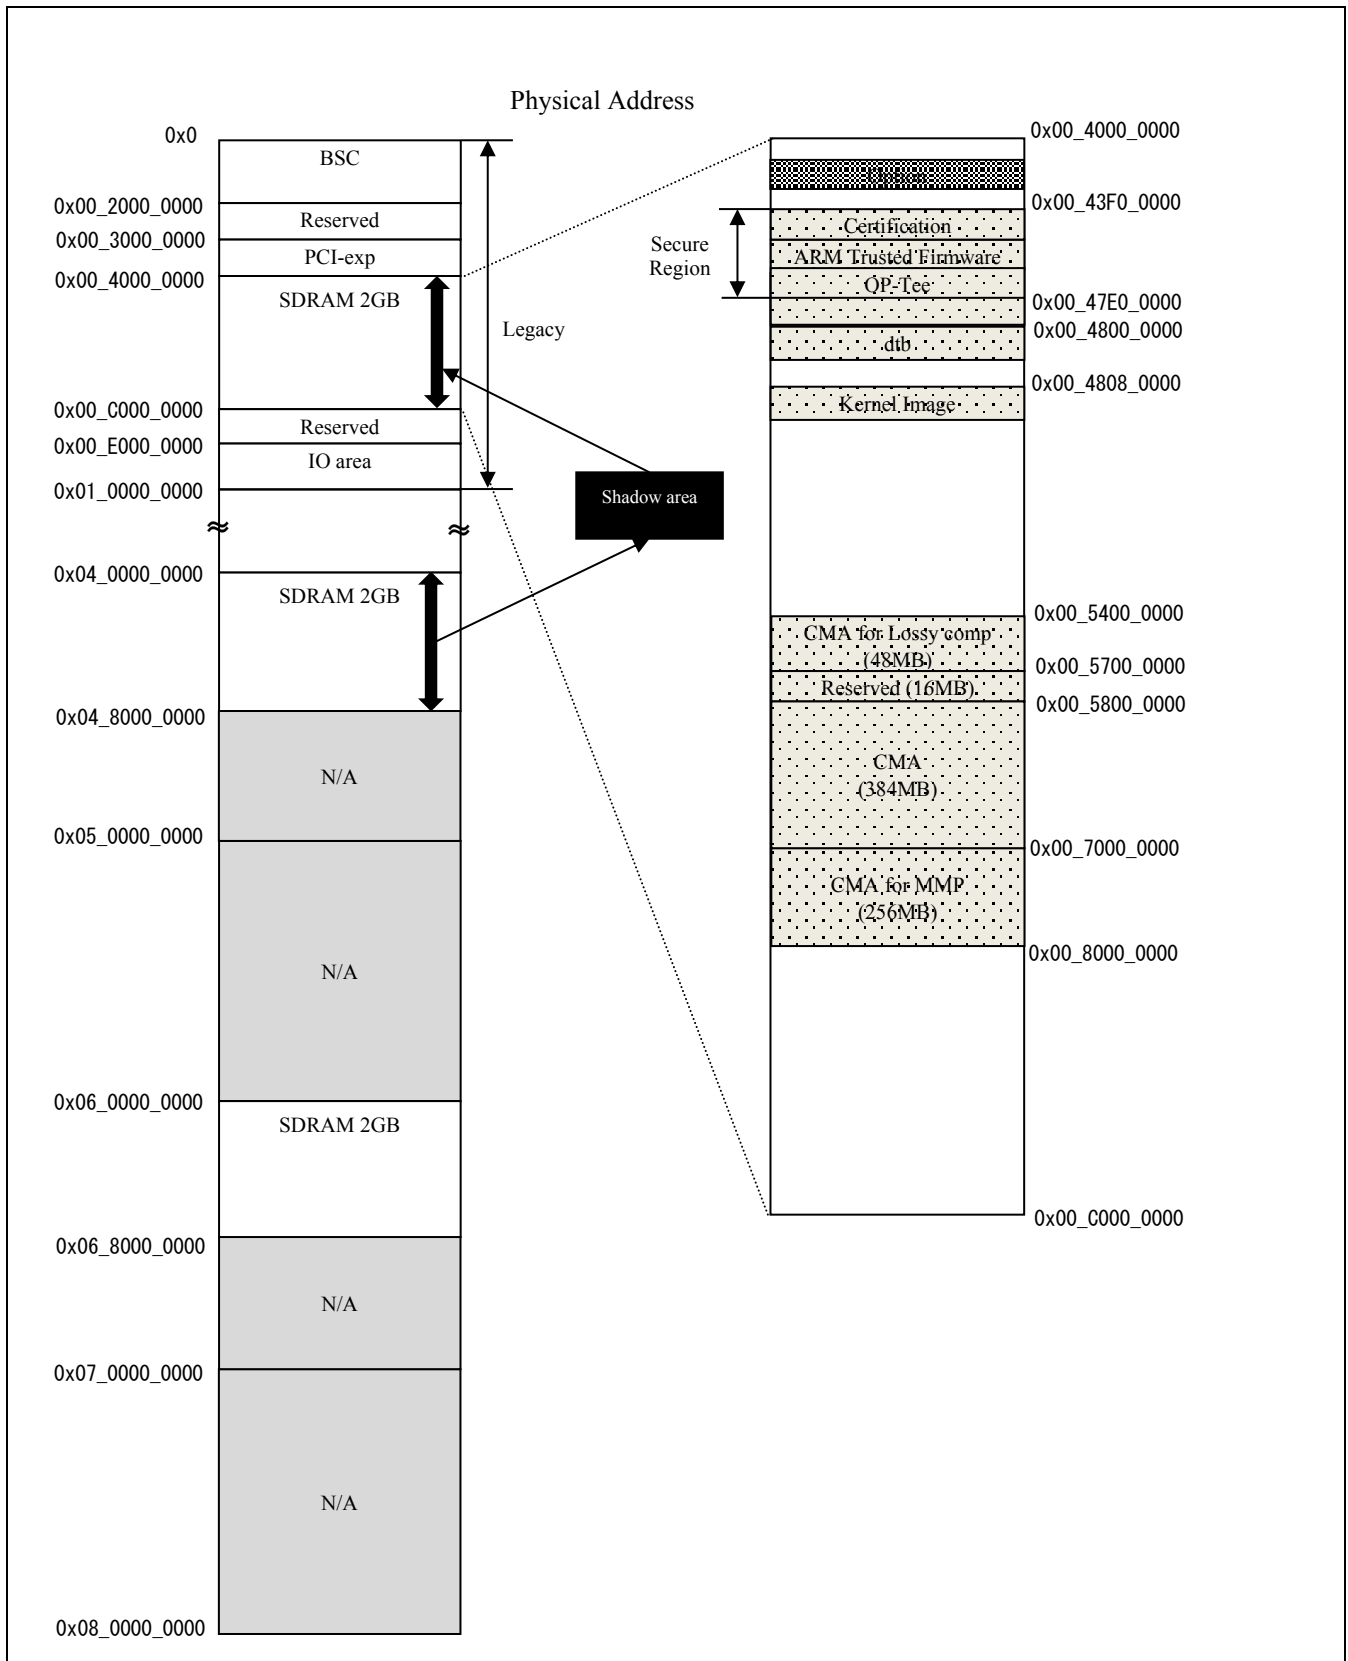 Physical Address
0x0
BSC
0x00_2000_0000
Reserved
0x00_3000_0000
PCI-exp
0x00_4000_0000
SDRAM 2GB
Legacy
0x00_C000_0000
Reserved
0x00_E000_0000
IO area
0x01_0000_0000
Shadow area
0x04_0000_0000
SDRAM 2GB
0x04_8000_0000
N/A
0x05_0000_0000
N/A
0x06_0000_0000
SDRAM 2GB
0x06_8000_0000
N/A
0x07_0000_0000
N/A
0x08_0000_0000
0x00_4000_0000
0x00_43F0_0000
Secure
Region
Certification
ARM Trusted Firmware
OP-Tee
0x00_47E0_0000
0x00_4800_0000
dtb
0x00_4808_0000
Kernel Image
0x00_5400_0000
CMA for Lossy comp
(48MB)
0x00_5700_0000
Reserved (16MB)
0x00_5800_0000
CMA
(384MB)
0x00_7000_0000
CMA for MMP
(256MB)
0x00_8000_0000
0x00_C000_0000